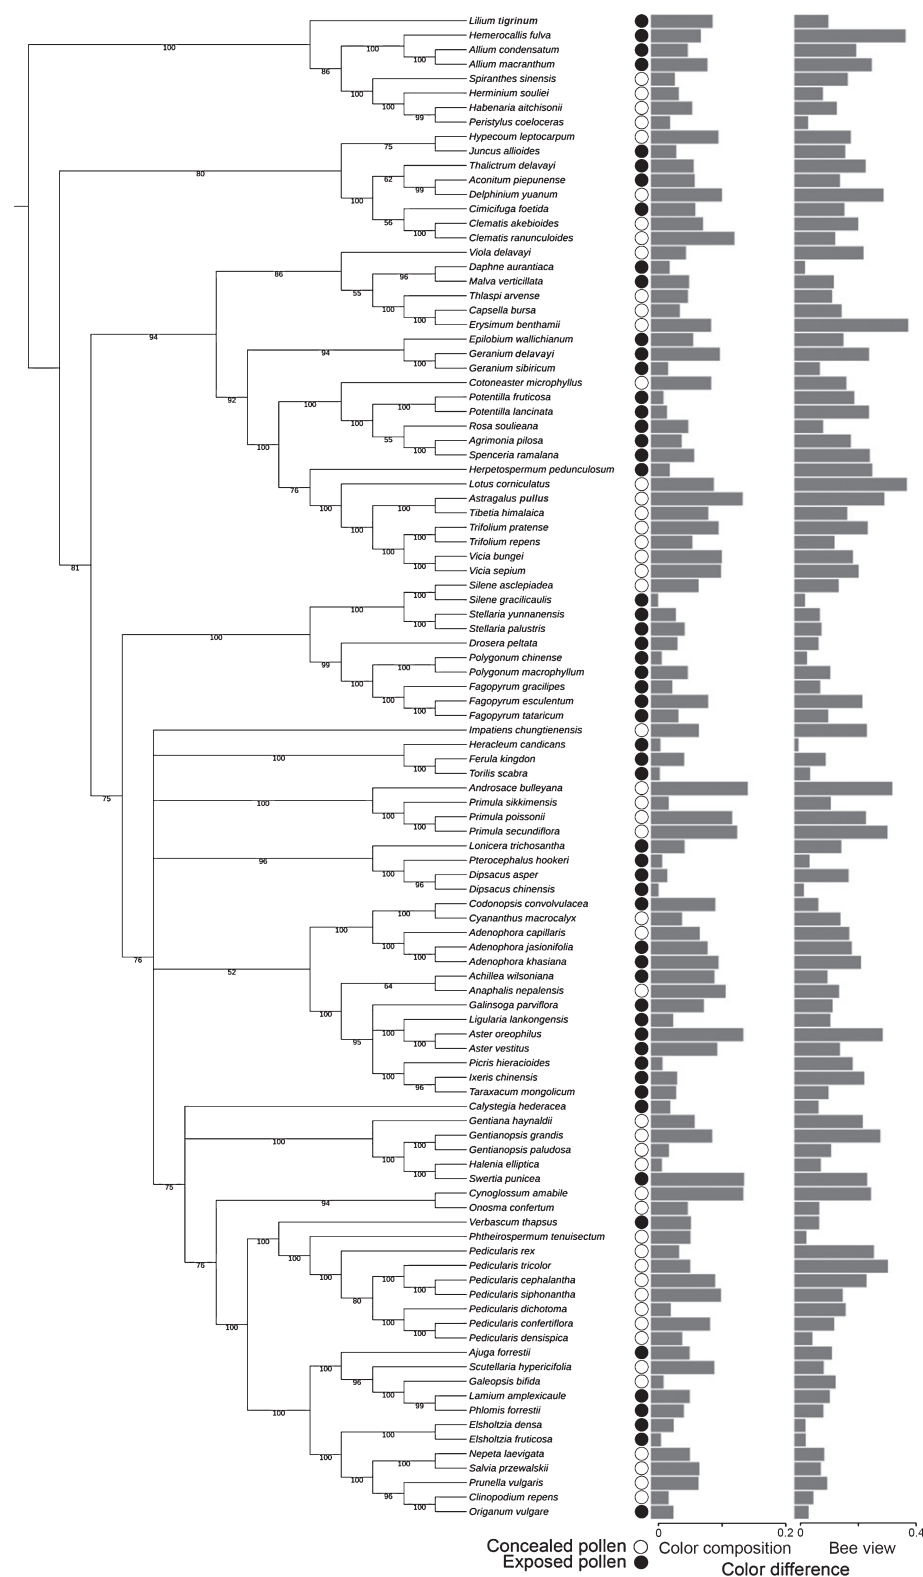 Lilium tigrinum
Hemerocallis fulva
100
100
Allium condensatum
100
Allium macranthum
86
Spiranthes sinensis
100
Herminium souliei
100
Habenaria aitchisonii
99
Peristylus coeloceras
Hypecoum leptocarpum
75
Juncus allioides
Thalictrum delavayi
80
62
Aconitum piepunense
99
Delphinium yuanum
100
Cimicifuga foetida
56
Clematis akebioides
100
Clematis ranunculoides
Viola delavayi
86
Daphne aurantiaca
96
Malva verticillata
55
Thlaspi arvense
100
Capsella bursa
100
Erysimum benthamii
94
Epilobium wallichianum
94
Geranium delavayi
100
Geranium sibiricum
Cotoneaster microphyllus
92
Potentilla fruticosa
100
100
Potentilla lancinata
100
Rosa soulieana
55
Agrimonia pilosa
100
100
Spenceria ramalana
Herpetospermum pedunculosum
76
Lotus corniculatus
Astragalus pullus
100
100
Tibetia himalaica
100
Trifolium pratense
100
Trifolium repens
100
Vicia bungei
100
81
Vicia sepium
Silene asclepiadea
100
Silene gracilicaulis
100
Stellaria yunnanensis
100
Stellaria palustris
100
Drosera peltata
99
Polygonum chinense
100
Polygonum macrophyllum
100
Fagopyrum gracilipes
100
Fagopyrum esculentum
100
Fagopyrum tataricum
Impatiens chungtienensis
Heracleum candicans
100
Ferula kingdon
100
Torilis scabra
Androsace bulleyana
75
100
Primula sikkimensis
100
Primula poissonii
100
Primula secundiflora
Lonicera trichosantha
96
Pterocephalus hookeri
100
Dipsacus asper
96
Dipsacus chinensis
Codonopsis convolvulacea
100
Cyananthus macrocalyx
100
Adenophora capillaris
100
Adenophora jasionifolia
100
76
Adenophora khasiana
52
Achillea wilsoniana
64
Anaphalis nepalensis
Galinsoga parviflora
100
Ligularia lankongensis
100
Aster oreophilus
95
100
Aster vestitus
Picris hieracioides
100
Ixeris chinensis
96
Taraxacum mongolicum
Calystegia hederacea
Gentiana haynaldii
Gentianopsis grandis
100
100
Gentianopsis paludosa
100
Halenia elliptica
100
Swertia punicea
75
Cynoglossum amabile
94
Onosma confertum
Verbascum thapsus
Phtheirospermum tenuisectum
100
Pedicularis rex
100
76
Pedicularis tricolor
100
100
100
Pedicularis cephalantha
Pedicularis siphonantha
80
Pedicularis dichotoma
100
Pedicularis confertiflora
100
100
Pedicularis densispica
Ajuga forrestii
100
Scutellaria hypericifolia
96
Galeopsis bifida
100
Lamium amplexicaule
99
Phlomis forrestii
100
Elsholtzia densa
100
Elsholtzia fruticosa
100
Nepeta laevigata
100
Salvia przewalskii
100
Prunella vulgaris
96
Clinopodium repens
100
Origanum vulgare
0 0.2 0 0.4
Concealed pollen Color composition Bee view
Exposed pollen Color difference